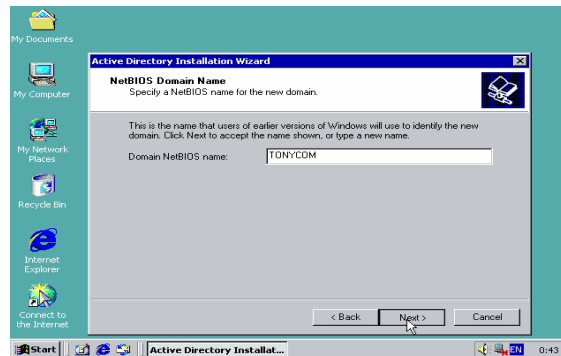 My Documents
My Computer
My Network
Places
Recycle Bin
Internet
Explorer
Connect to
the Internet
Active Directory Installation Wizard
NetBIOS Domain Name
Specify a NetBIOS name for the new domain.
This is the name that users of earlier versions of Windows will use to identify the new
domain. Click Next to accept the name shown, or type a new name.
Domain NetBIOS name:
TONYCOM
< Back
Next >
Cancel
Start
Active Directory Installat...
EN
0:43